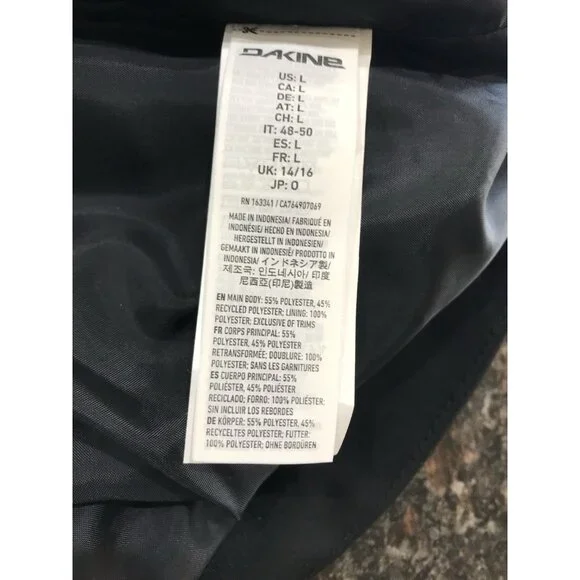 DAKINE
US: L
CA: L
DE: L
AT: L
CH: L
IT: 48-50
ES: L
FR: L
UK: 14/16
JP: O
RN 163341 / CA764907069
MADE IN INDONESIA/ FABRIQUÉ EN
INDONÉSIE/ HECHO EN INDONESIA/
HERGESTELLT IN INDONESIEN/
GEMAAKT IN INDONESIË/ PRODOTTO IN
INDONESIA/ インドネシア製/
제조국: 인도네시아/ 印度
尼西亞(印尼)製造
EN MAIN BODY: 55% POLYESTER, 45%
RECYCLED POLYESTER; LINING: 100%
POLYESTER; EXCLUSIVE OF TRIMS
FR CORPS PRINCIPAL: 55%
POLYESTER, 45% POLYESTER
RETRANSFORMÉE; DOUBLURE: 100%
POLYESTER; SANS LES GARNITURES
ES CUERPO PRINCIPAL: 55%
POLIÉSTER, 45% POLIÉSTER
RECICLADO; FORRO: 100% POLIÉSTER;
SIN INCLUIR LOS REBORDES
DE KÖRPER: 55% POLYESTER, 45%
RECYCELTES POLYESTER; FUTTER:
100% POLYESTER; OHNE BORDÜREN